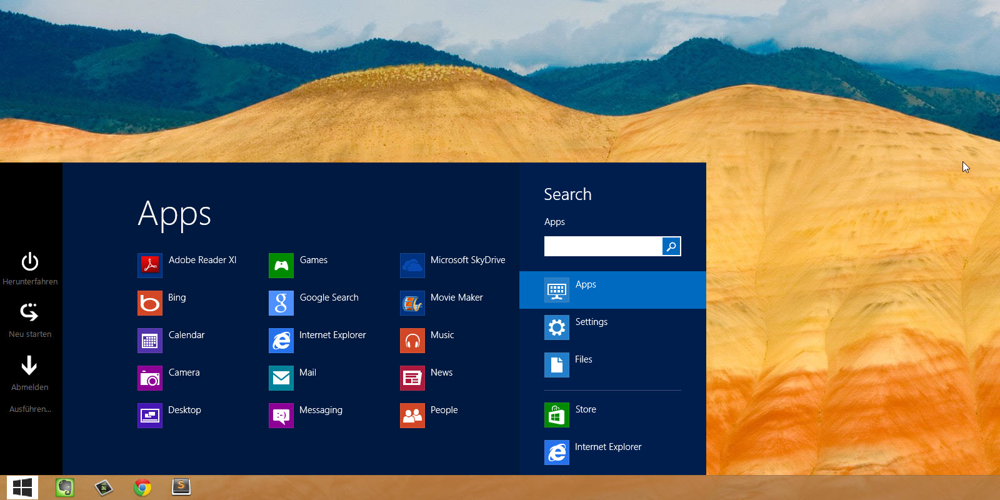 Herunterfahren
Neu starten
Abmelden
Ausführen...
Apps
Adobe Reader XI
Bing
Calendar
Camera
Desktop
Games
Google Search
Internet Explorer
Mail
Messaging
Microsoft SkyDrive
Movie Maker
Music
News
People
Search
Apps
Apps
Settings
Files
Store
Internet Explorer